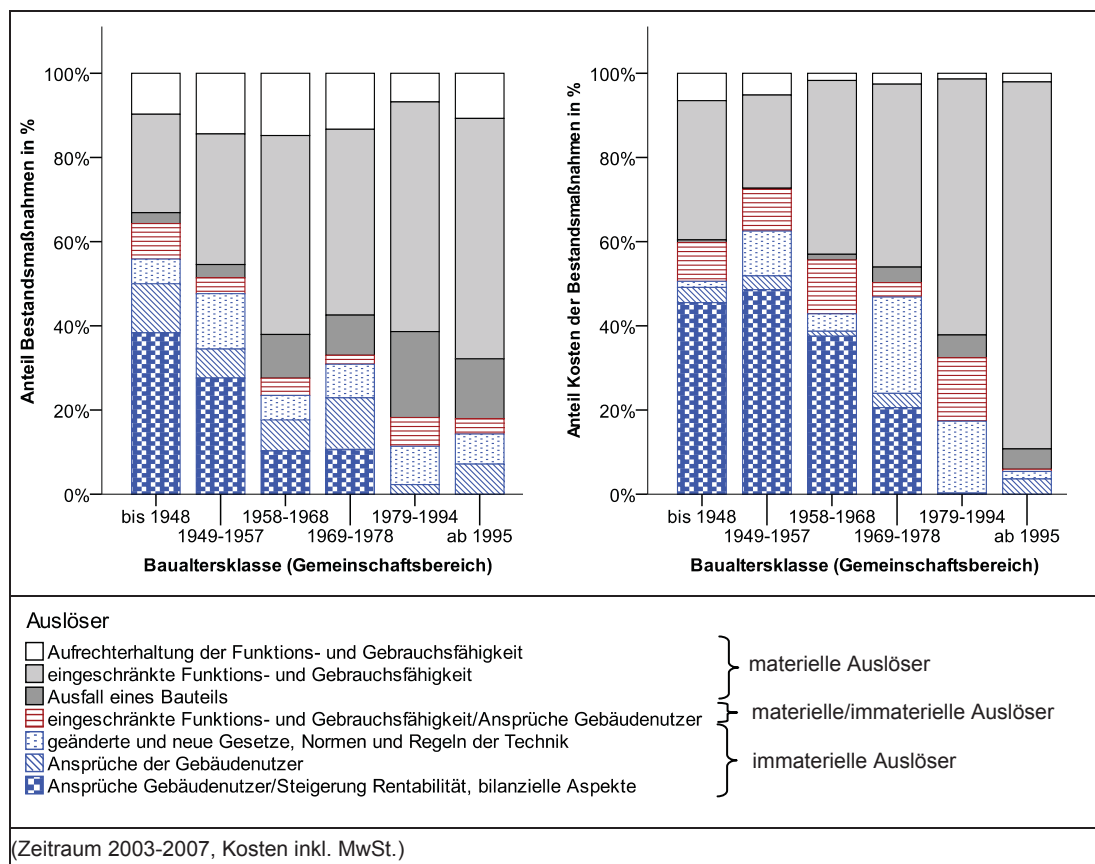 Anteil Bestandsmaßnahmen in %
100%
80%
60%
40%
20%
0%
bis 1948
1958-1968
1979-1994
1949-1957
1969-1978
ab 1995
Baualtersklasse (Gemeinschaftsbereich)
Anteil Kosten der Bestandsmaßnahmen in %
100%
80%
60%
40%
20%
0%
bis 1948
1958-1968
1979-1994
1949-1957
1969-1978
ab 1995
Baualtersklasse (Gemeinschaftsbereich)
Auslöser
Aufrechterhaltung der Funktions- und Gebrauchsfähigkeit
eingeschränkte Funktions- und Gebrauchsfähigkeit
Ausfall eines Bauteils
materielle Auslöser
eingeschränkte Funktions- und Gebrauchsfähigkeit/Ansprüche Gebäudenutzer
materielle/immaterielle Auslöser
geänderte und neue Gesetze, Normen und Regeln der Technik
Ansprüche der Gebäudenutzer
Ansprüche Gebäudenutzer/Steigerung Rentabilität, bilanzielle Aspekte
immaterielle Auslöser
(Zeitraum 2003-2007, Kosten inkl. MwSt.)